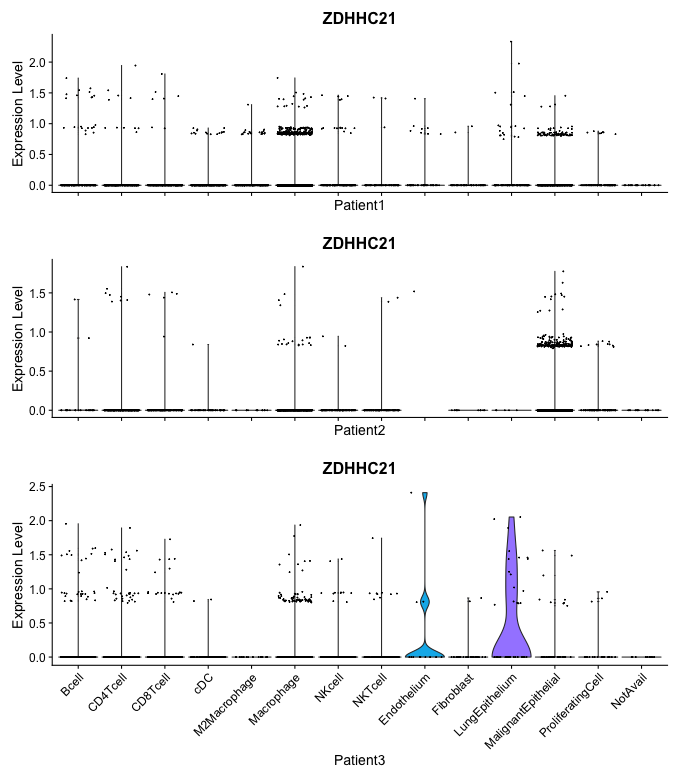 ZDHHC21
Expression Level
2.0
1.5
1.0
0.5
0.0
Patient1
ZDHHC21
Expression Level
1.5
1.0
0.5
0.0
Patient2
ZDHHC21
Expression Level
2.5
2.0
1.5
1.0
0.5
0.0
Bcell
CD4Tcell
CD8Tcell
cDC
M2Macrophage
Macrophage
NKcell
NKTcell
Endothelium
Fibroblast
LungEpithelium
MalignantEpithelial
ProliferatingCell
NotAvail
Patient3